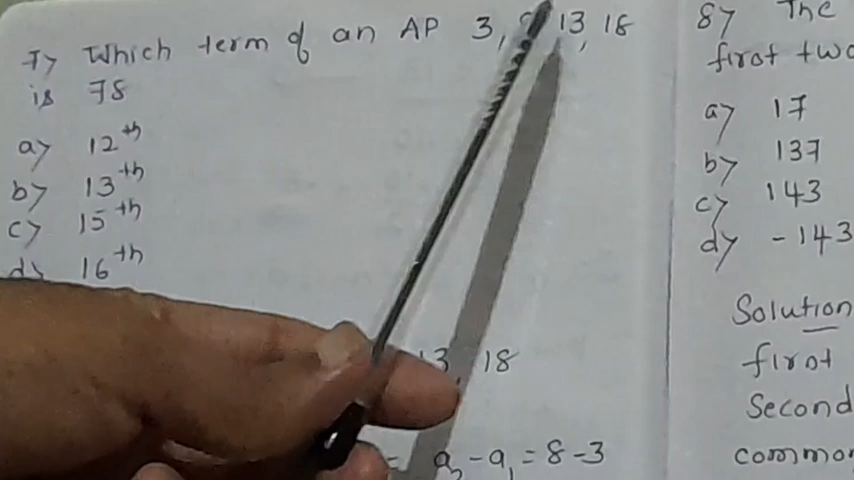 7> Which term of an AP 3, 13, 18
is 78
a> 12th
b> 13th
c> 15th
d> 16th
13, 18
= a2 - a1 = 8 - 3
8> The
first two
a> 17
b> 137
c> 143
d> -143
Solution
first
Second
common